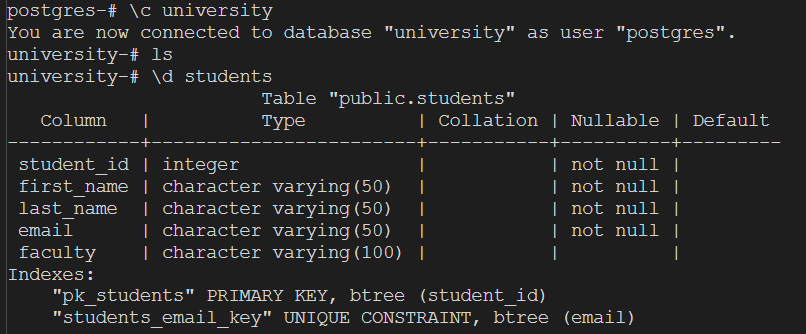 postgres-# \c university
You are now connected to database "university" as user "postgres".
university-# ls
university-# \d students
                       Table "public.students"
   Column   |          Type          | Collation | Nullable | Default
------------+------------------------+-----------+----------+---------
 student_id | integer                |           | not null |
 first_name | character varying(50)  |           | not null |
 last_name  | character varying(50)  |           | not null |
 email      | character varying(50)  |           | not null |
 faculty    | character varying(100) |           |          |
Indexes:
    "pk_students" PRIMARY KEY, btree (student_id)
    "students_email_key" UNIQUE CONSTRAINT, btree (email)